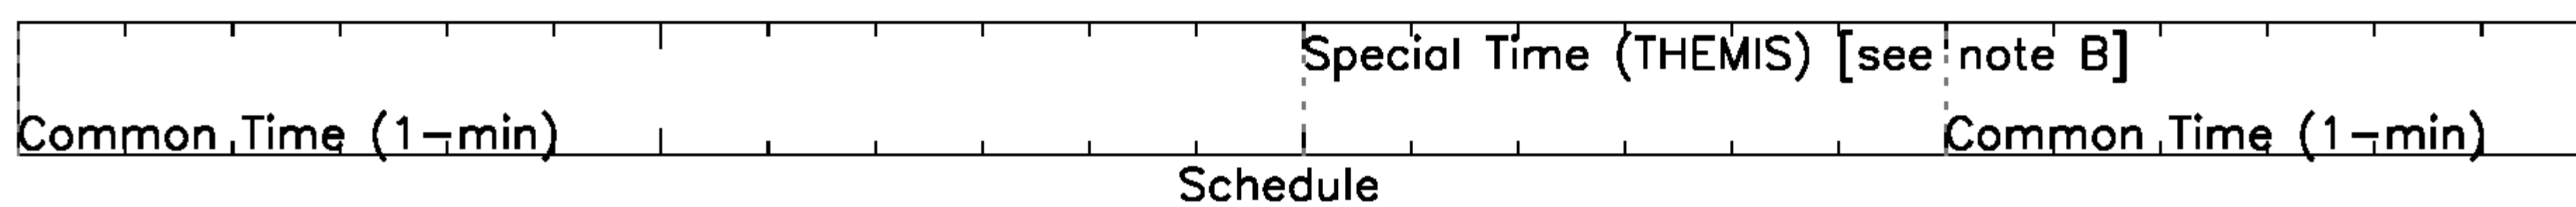 Special Time (THEMIS) [see note B]
Common Time (1-min)
Common Time (1-min)
Schedule